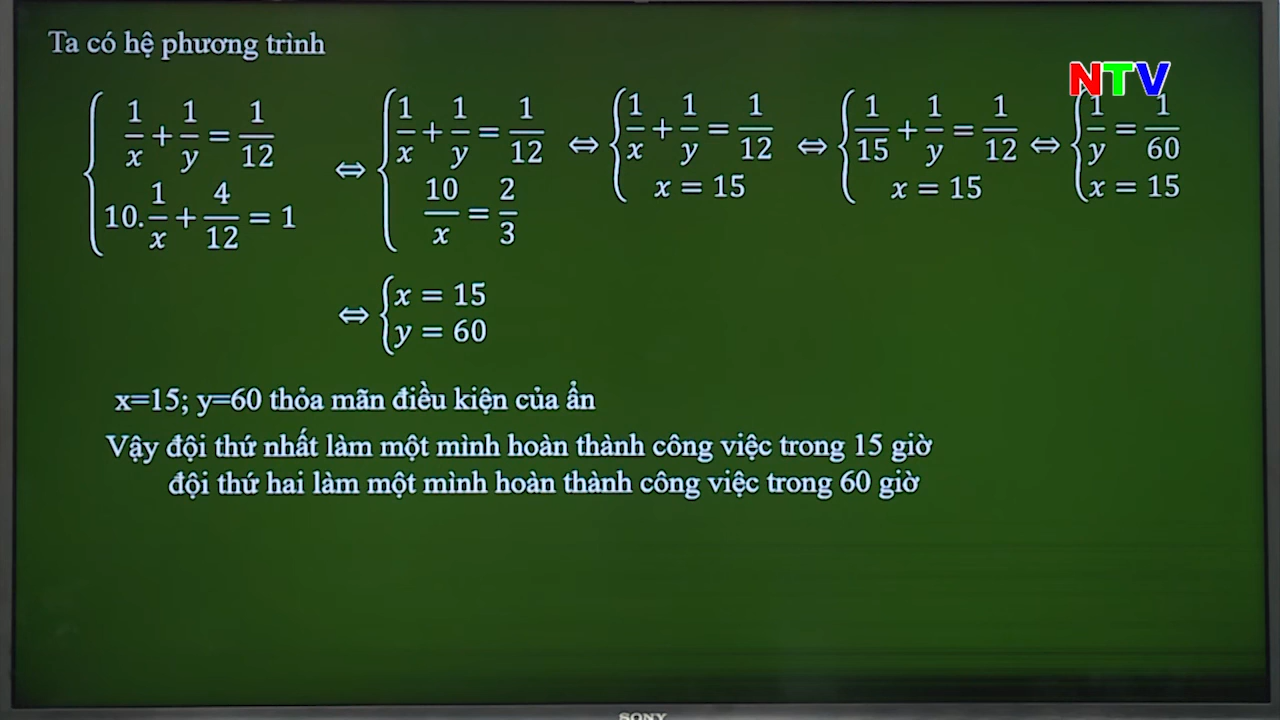 Ta có hệ phương trình
NTV
{ 1/x + 1/y = 1/12 ; 10.1/x + 4/12 = 1 ⇔ { 1/x + 1/y = 1/12 ; 10/x = 2/3 ⇔ { 1/x + 1/y = 1/12 ; x = 15 ⇔ { 1/15 + 1/y = 1/12 ; x = 15 ⇔ { 1/y = 1/60 ; x = 15
⇔ { x = 15 ; y = 60
x=15; y=60 thỏa mãn điều kiện của ẩn
Vậy đội thứ nhất làm một mình hoàn thành công việc trong 15 giờ
đội thứ hai làm một mình hoàn thành công việc trong 60 giờ
SONY